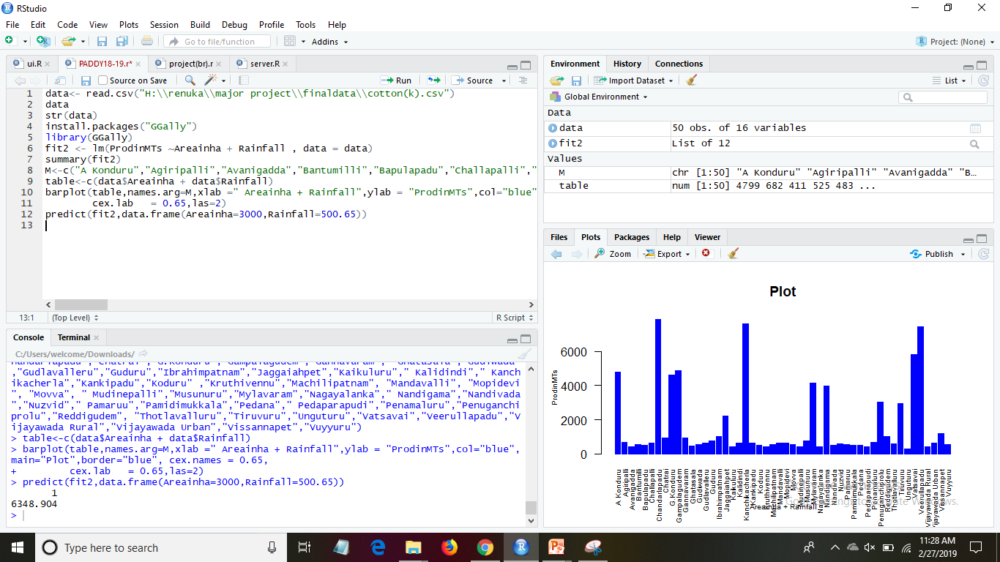 RStudio
File Edit Code View Plots Session Build Debug Profile Tools Help
Go to file/function Addins Project: (None)
ui.R PADDY18-19.r* project(br).r server.R
Source on Save Run Source
1 data<- read.csv("H:\\renuka\\major project\\finaldata\\cotton(k).csv")
2 data
3 str(data)
4 install.packages("GGally")
5 library(GGally)
6 fit2 <- lm(ProdinMTs ~Areainha + Rainfall , data = data)
7 summary(fit2)
8 M<-c("A Konduru","Agiripalli","Avanigadda","Bantumilli","Bapulapadu","Challapalli","
9 table<-c(data$Areainha + data$Rainfall)
10 barplot(table,names.arg=M,xlab =" Areainha + Rainfall",ylab = "ProdinMTs",col="blue"
11 cex.lab = 0.65,las=2)
12 predict(fit2,data.frame(Areainha=3000,Rainfall=500.65))
13
13:1 (Top Level) R Script
Console Terminal
C:/Users/welcome/Downloads/
,"Gudlavalleru","Guduru","Ibrahimpatnam","Jaggaiahpet","Kaikuluru"," Kalidindi"," Kanch
ikacherla","Kankipadu","Koduru" ,"Kruthivennu","Machilipatnam", "Mandavalli", "Mopidevi
", "Movva", " Mudinepalli","Musunuru","Mylavaram","Nagayalanka"," Nandigama","Nandivada
","Nuzvid"," Pamaruu","Pamidimukkala","Pedana"," Pedaparapudi","Penamaluru","Penuganchi
prolu","Reddigudem", "Thotlavalluru","Tiruvuru","Unguturu","Vatsavai","Veerullapadu","V
ijayawada Rural","Vijayawada Urban","Vissannapet","Vuyyuru")
> table<-c(data$Areainha + data$Rainfall)
> barplot(table,names.arg=M,xlab =" Areainha + Rainfall",ylab = "ProdinMTs",col="blue",
main="Plot",border="blue", cex.names = 0.65,
+ cex.lab = 0.65,las=2)
> predict(fit2,data.frame(Areainha=3000,Rainfall=500.65))
1
6348.904
>
Environment History Connections
Import Dataset List
Global Environment
Data
data 50 obs. of 16 variables
fit2 List of 12
Values
M chr [1:50] "A Konduru" "Agiripalli" "Avanigadda" "B…
table num [1:50] 4799 682 411 525 483 ...
Files Plots Packages Help Viewer
Zoom Export Publish
Plot
ProdinMTs
6000
4000
2000
0
A Konduru
Agiripalli
Avanigadda
Bantumilli
Bapulapadu
Challapalli
Chandarlapadu
Chatrai
G.Konduru
Gampalagudem
Gannavaram
Ghatasala
Gudiwada
Gudlavalleru
Guduru
Ibrahimpatnam
Jaggaiahpet
Kaikuluru
Kalidindi
Kanchikacherla
Kankipadu
Koduru
Kruthivennu
Machilipatnam
Mandavalli
Mopidevi
Movva
Mudinepalli
Musunuru
Mylavaram
Nagayalanka
Nandigama
Nandivada
Nuzvid
Pamaruu
Pamidimukkala
Pedana
Pedaparapudi
Penamaluru
Penuganchiprolu
Reddigudem
Thotlavalluru
Tiruvuru
Unguturu
Vatsavai
Veerullapadu
Vijayawada Rural
Vijayawada Urban
Vissannapet
Vuyyuru
Areainha + Rainfall
Type here to search
11:28 AM
2/27/2019